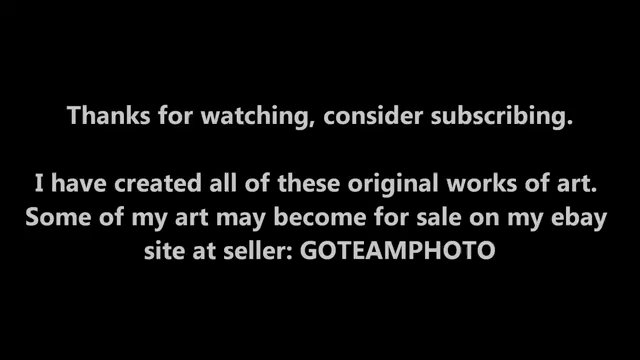 Thanks for watching, consider subscribing.
I have created all of these original works of art.
Some of my art may become for sale on my ebay
site at seller: GOTEAMPHOTO